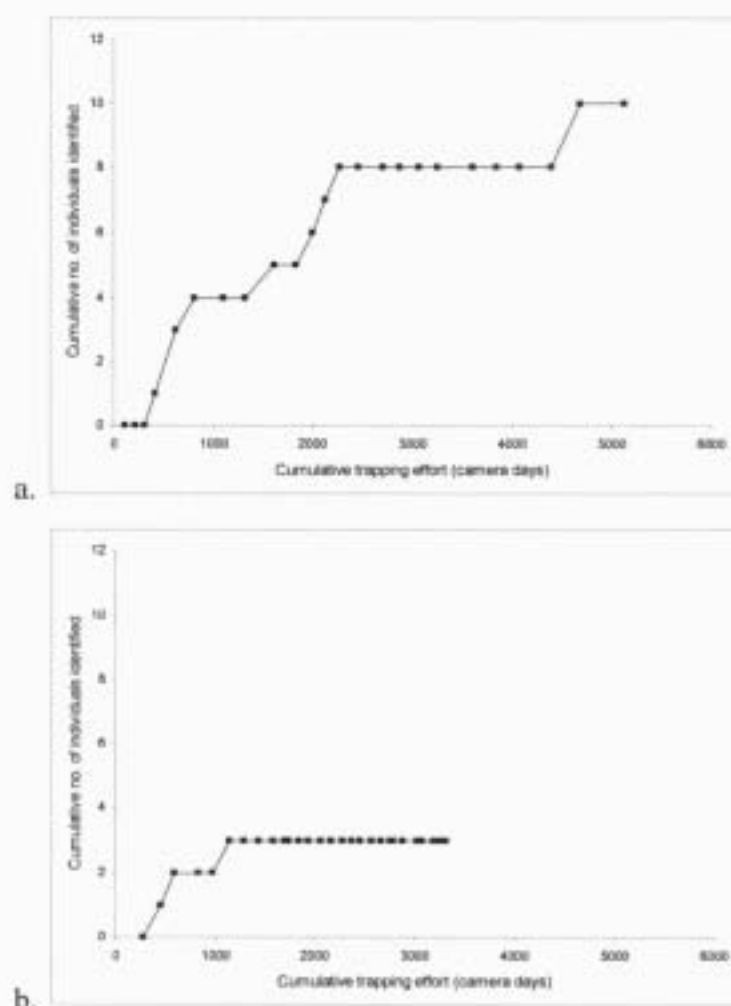 12
10
8
6
4
2
0
Cumulative no. of individuals identified
0 1000 2000 3000 4000 5000 6000
Cumulative trapping effort (camera days)
a.
12
10
8
6
4
2
0
Cumulative no. of individuals identified
0 1000 2000 3000 4000 5000 6000
Cumulative trapping effort (camera days)
b.